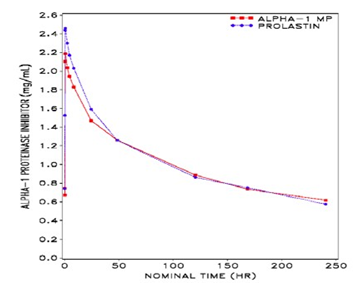 ALPHA-1 MP
PROLASTIN
ALPHA-1 PROTEINASE INHIBITOR (mg/mL)
2.6
2.4
2.2
2.0
1.8
1.6
1.4
1.2
1.0
0.8
0.6
0.4
0.2
0.0
0 50 100 150 200 250
NOMINAL TIME (HR)